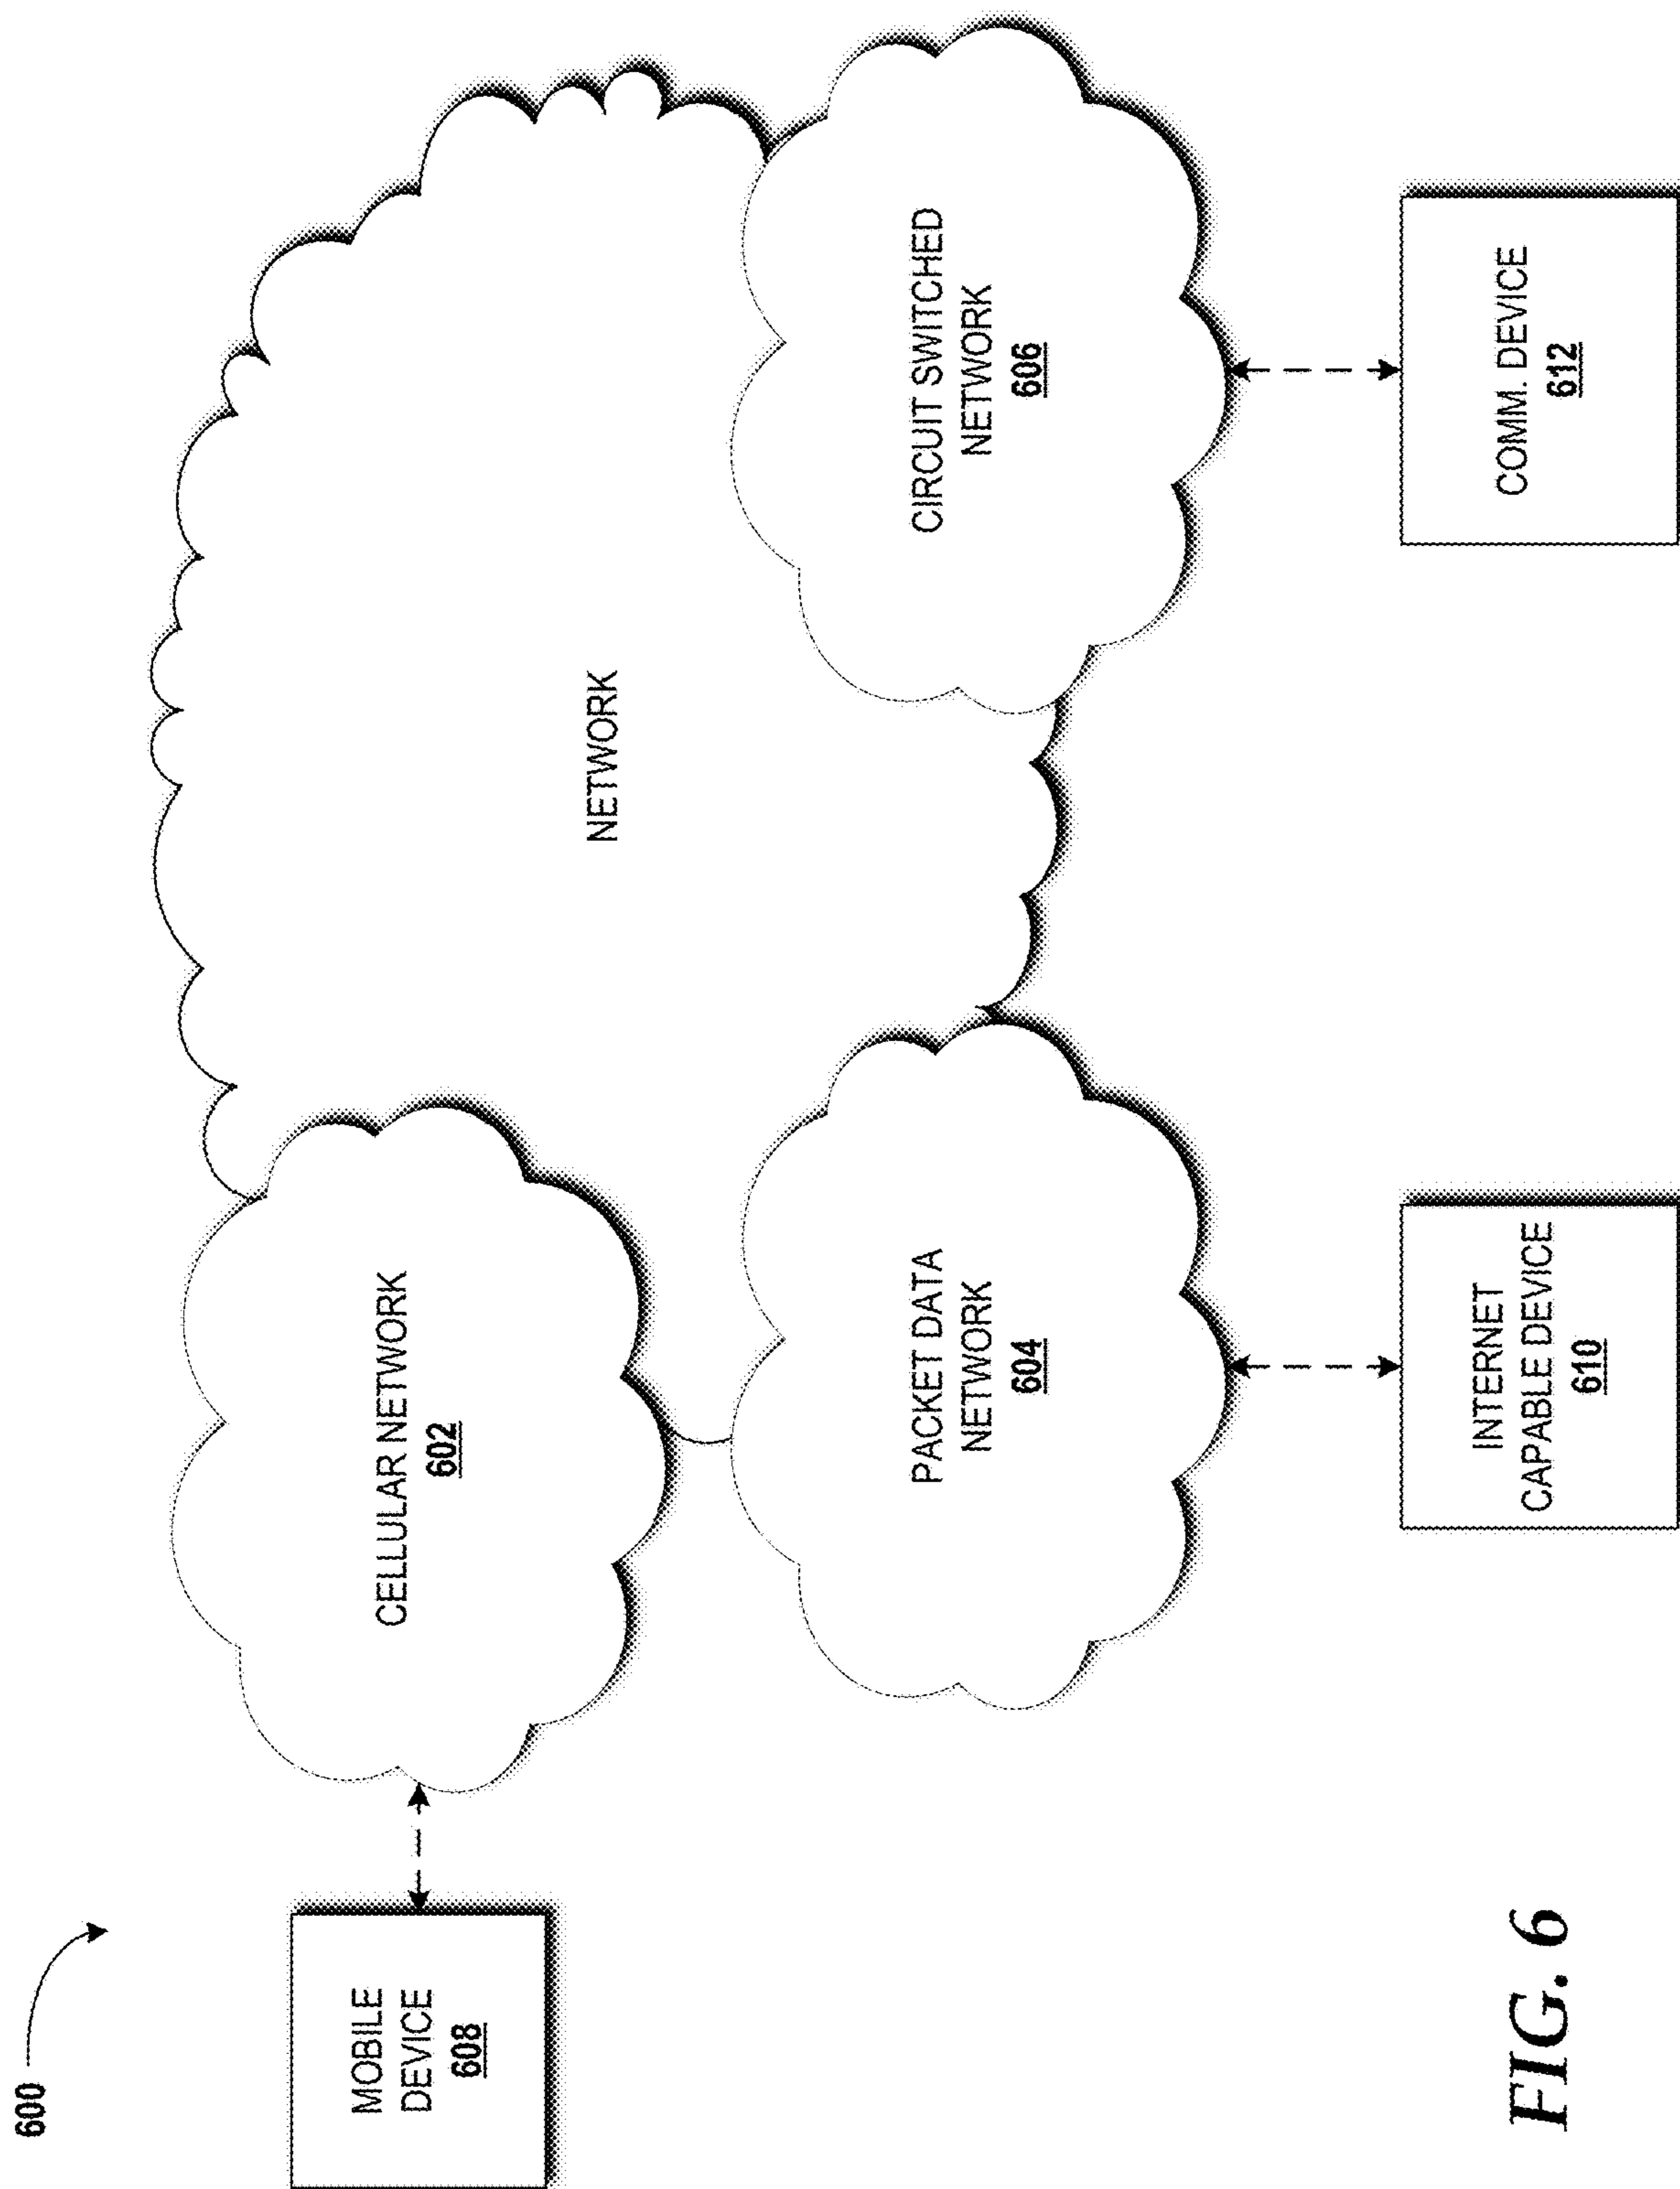 600
MOBILE
DEVICE
608
CELLULAR NETWORK
602
NETWORK
PACKET DATA
NETWORK
604
CIRCUIT SWITCHED
NETWORK
606
INTERNET
CAPABLE DEVICE
610
COMM. DEVICE
612
FIG. 6